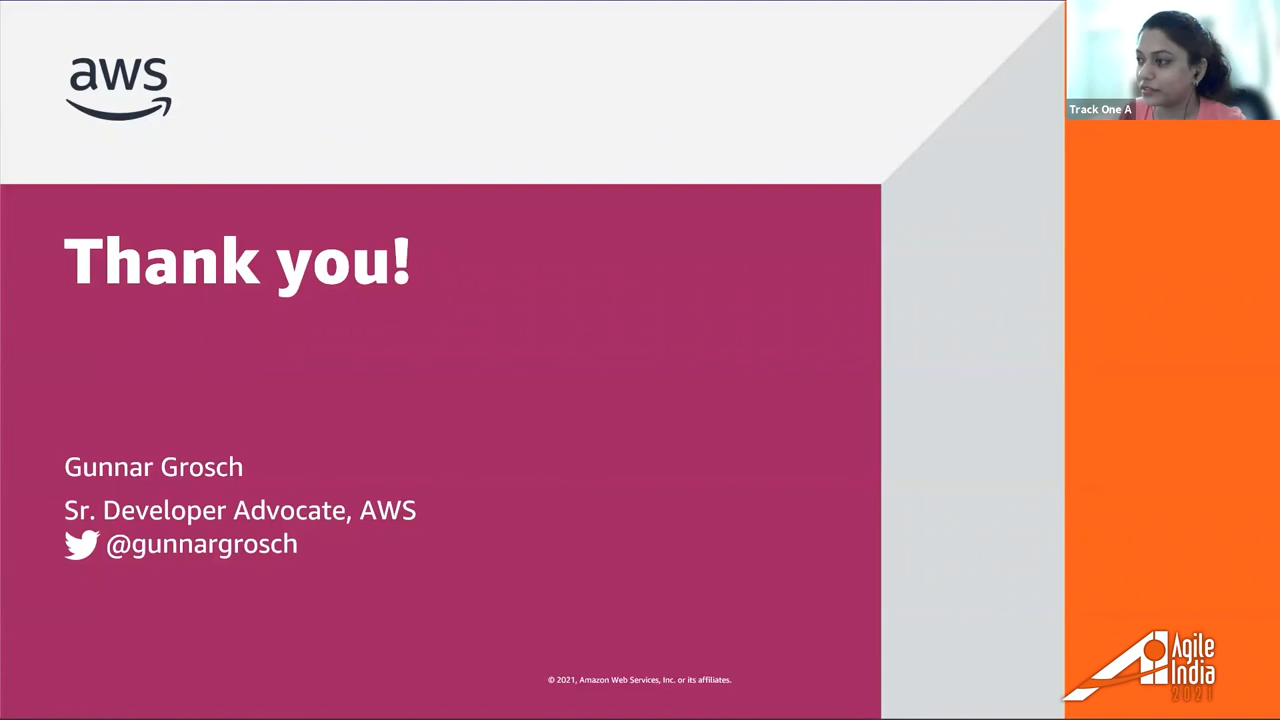 aws
Track One A
Thank you!
Gunnar Grosch
Sr. Developer Advocate, AWS
@gunnargrosch
© 2021, Amazon Web Services, Inc. or its affiliates.
Agile
India
2021